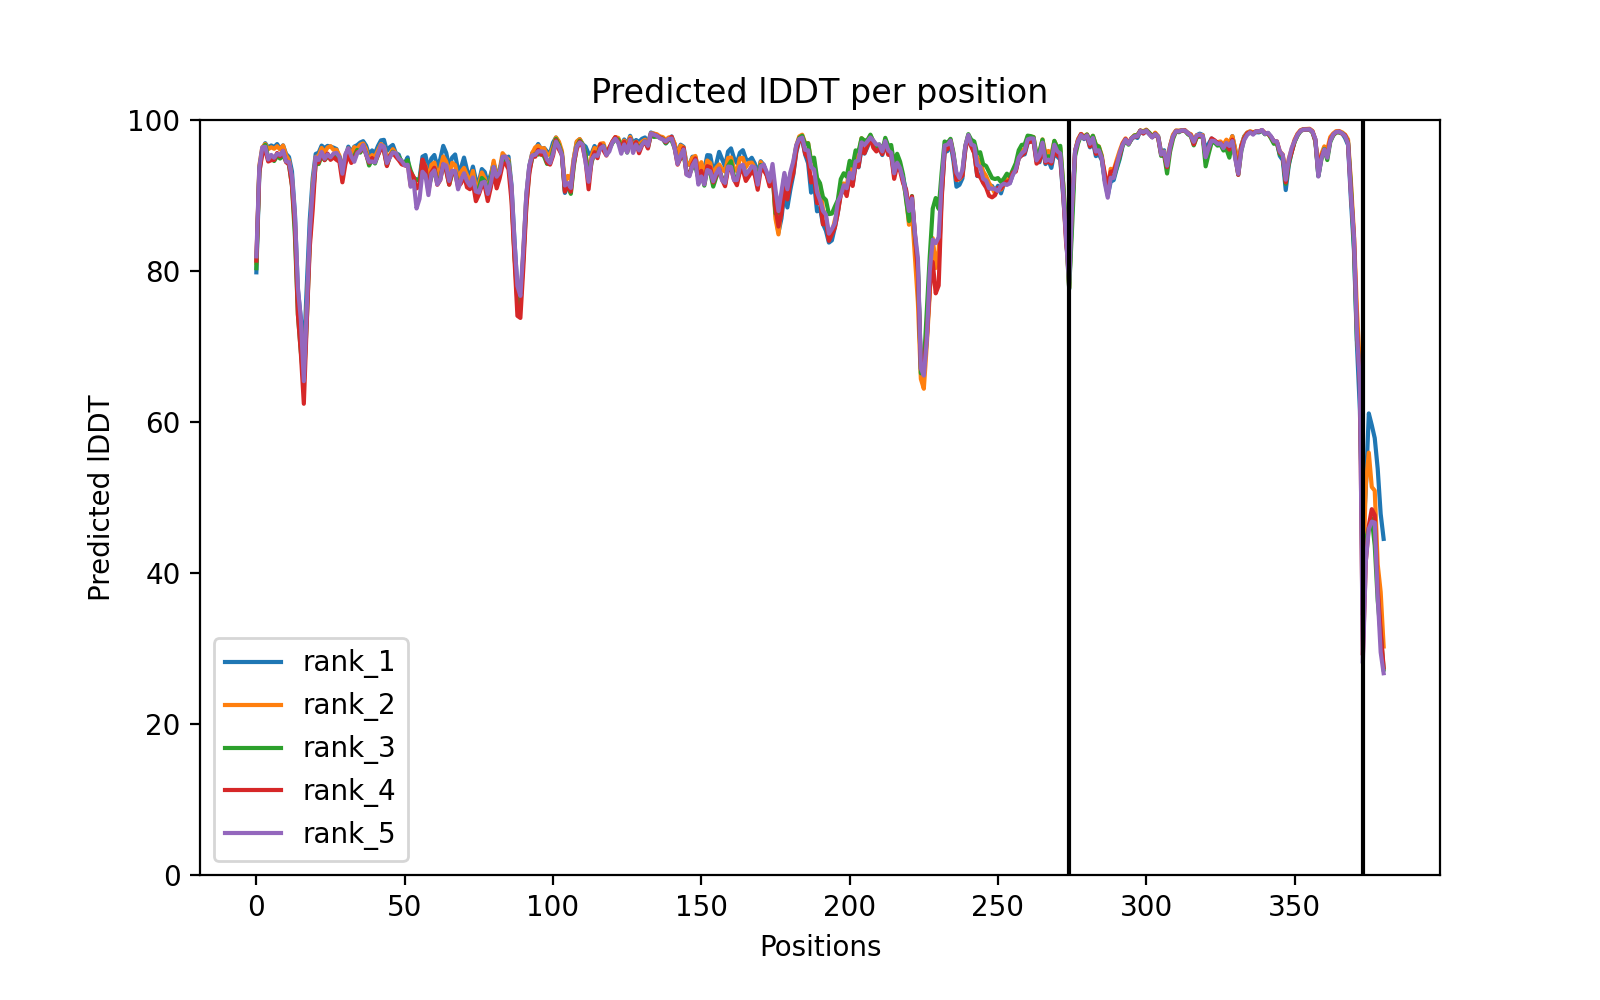 Predicted lDDT per position
100
80
60
40
20
0
Predicted lDDT
rank_1
rank_2
rank_3
rank_4
rank_5
0 50 100 150 200 250 300 350
Positions